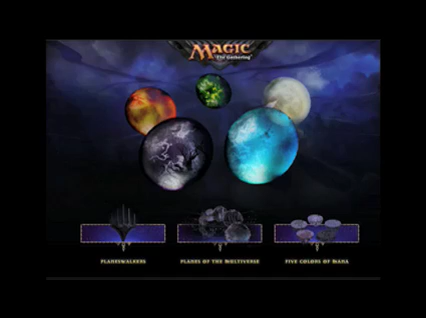 Magic
The Gathering®
Planeswalkers
Planes of the Multiverse
Five Colors of Mana